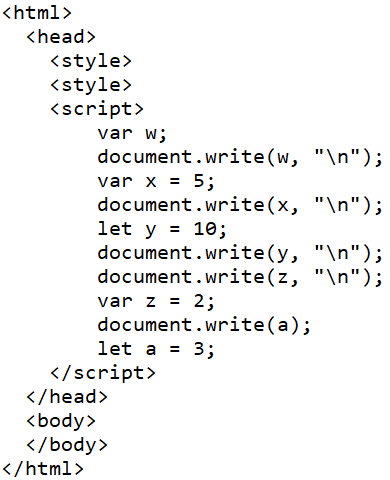 <html>
  <head>
    <style>
    <style>
    <script>
        var w;
        document.write(w, "\n");
        var x = 5;
        document.write(x, "\n");
        let y = 10;
        document.write(y, "\n");
        document.write(z, "\n");
        var z = 2;
        document.write(a);
        let a = 3;
    </script>
  </head>
  <body>
  </body>
</html>